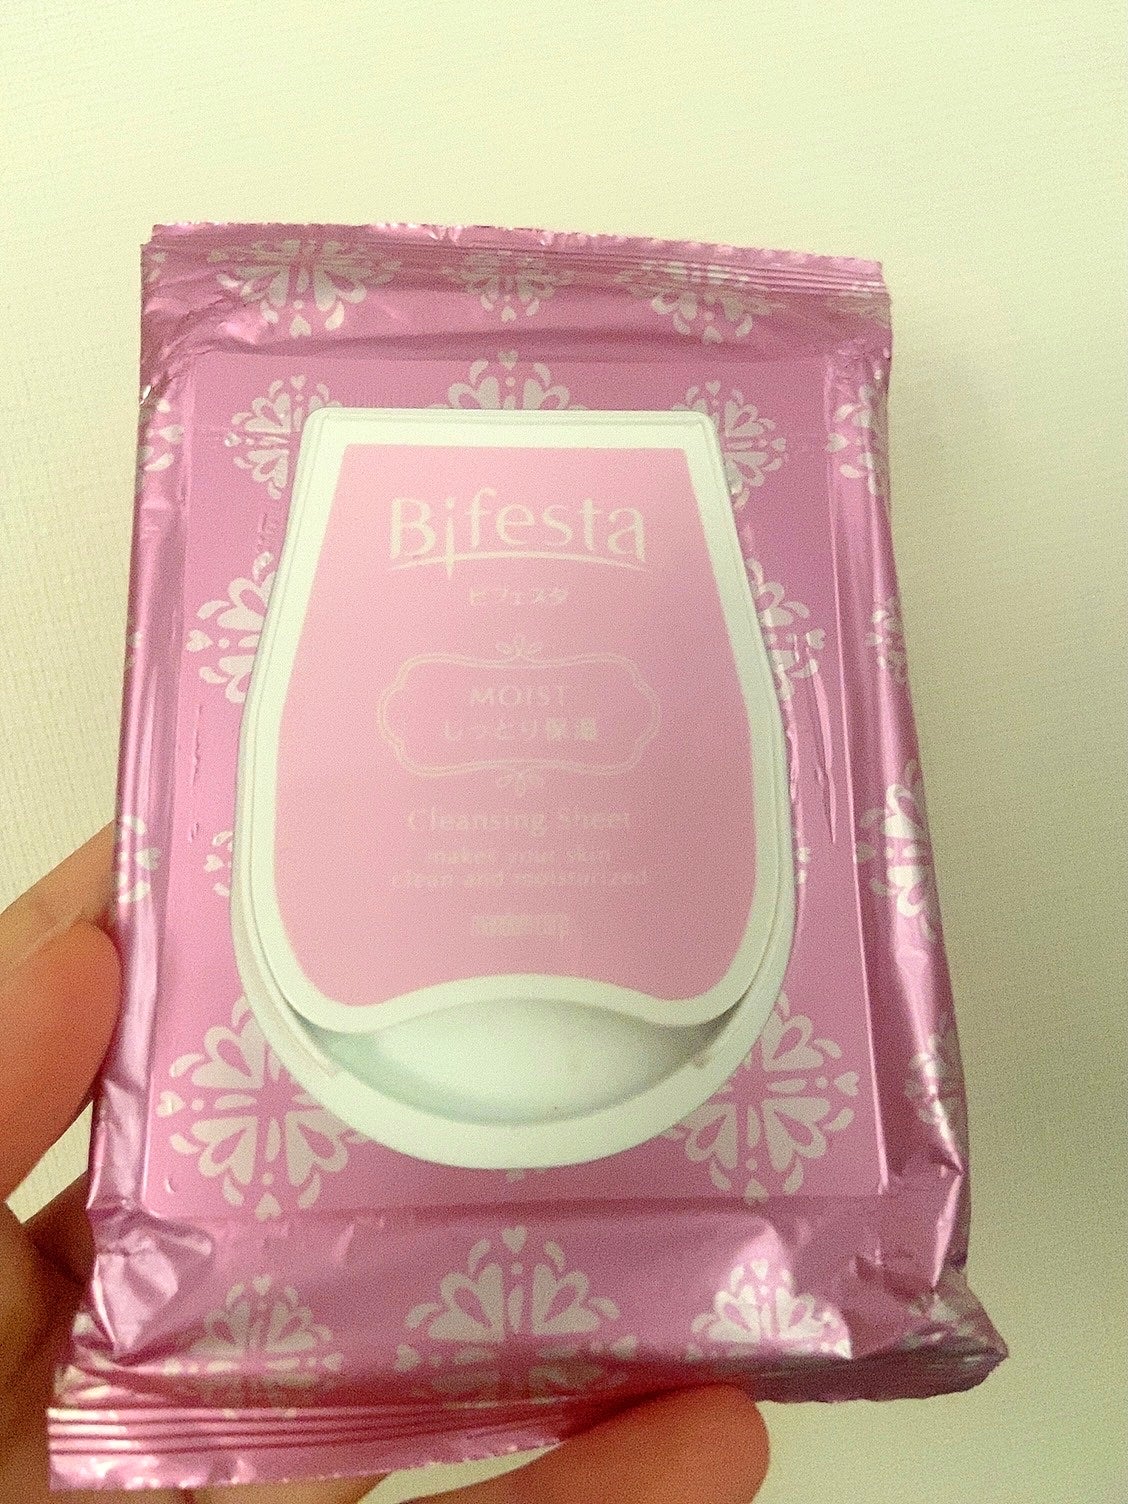 Bifesta
ビフェスタ
MOIST
しっとり保湿
Cleansing Sheet
makes your skin
clean and moisturized